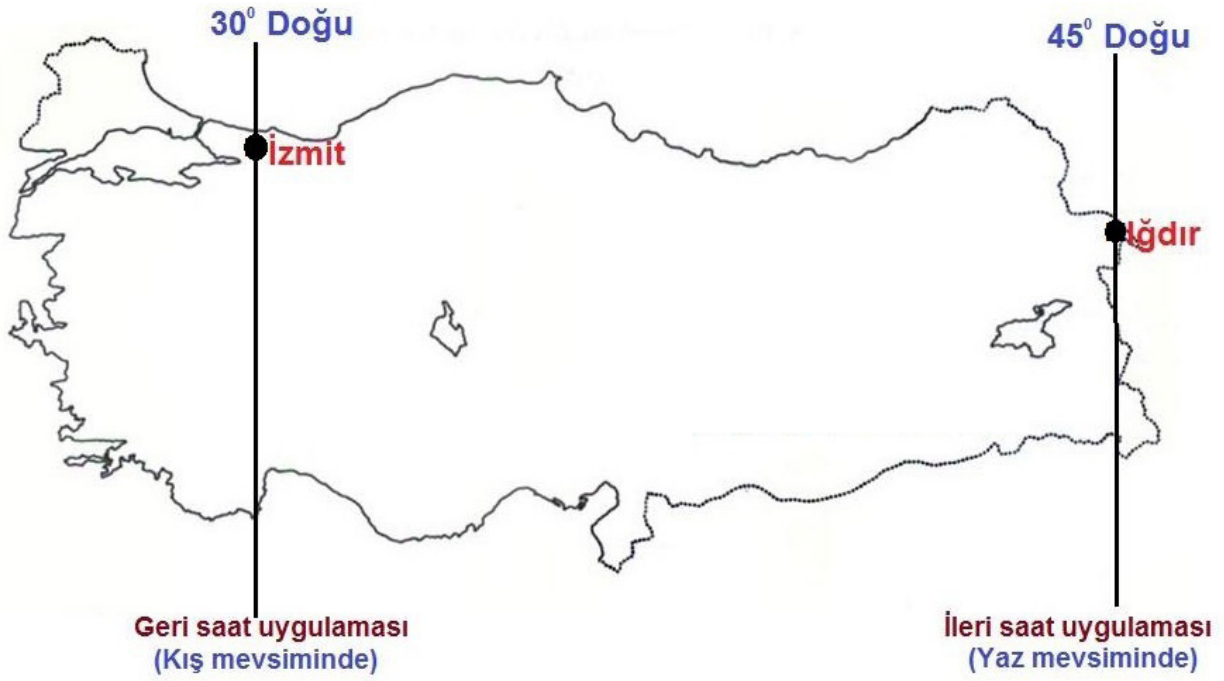 30⁰ Doğu
45⁰ Doğu
İzmit
Iğdır
Geri saat uygulaması
(Kış mevsiminde)
İleri saat uygulaması
(Yaz mevsiminde)